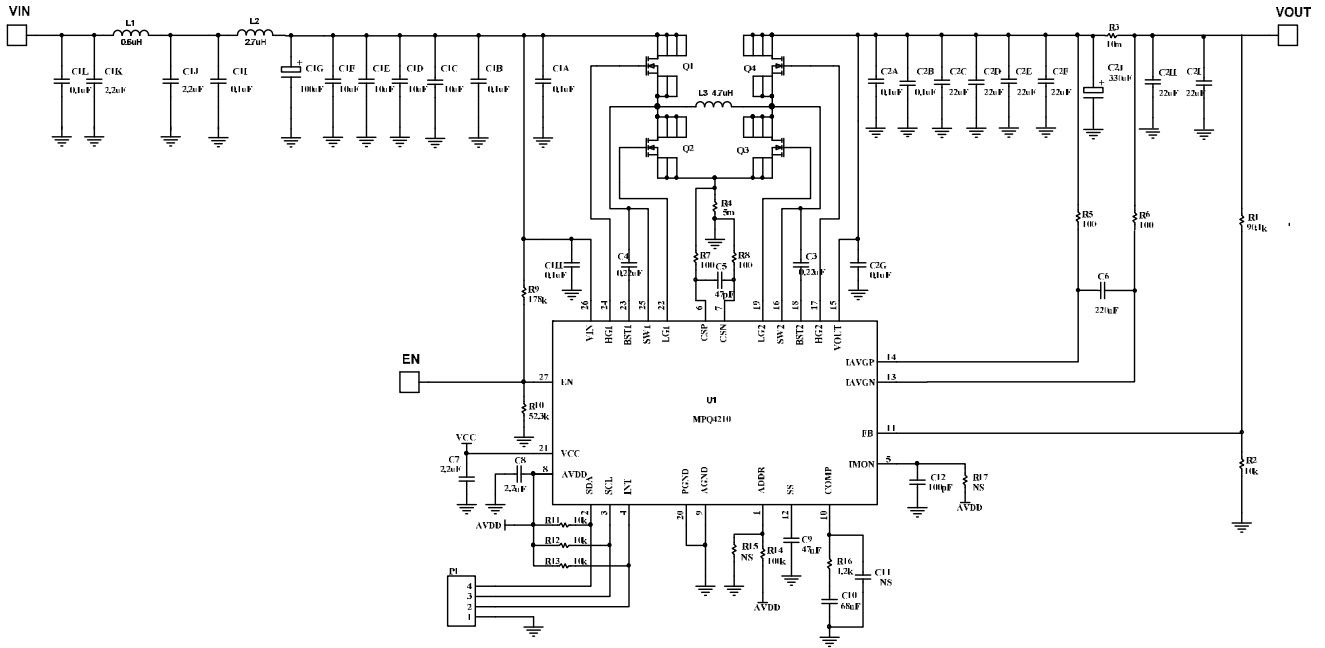 VIN
VOUT
L1
0.6uH
L2
2.7uH
C1L
0.1uF
C1K
2.2uF
C1J
2.2uF
C1I
0.1uF
C1G
100uF
C1F
10uF
C1E
10uF
C1D
10uF
C1C
10uF
C1B
0.1uF
C1A
0.1uF
Q1
Q4
L3 4.7uH
Q2
Q3
C2A
0.1uF
C2B
0.1uF
C2C
22uF
C2D
22uF
C2E
22uF
C2F
22uF
C2J
330uF
R3
10m
C2H
22uF
C2I
22uF
R4
5m
R5
100
R6
100
R1
90.1k
C1H
0.1uF
C4
0.22uF
R7
100
C5
47pF
R8
100
C3
0.22uF
C2G
0.1uF
C6
220uF
R9
178k
26
24
23
25
22
6
7
19
16
18
17
15
VIN
HG1
BST1
SW1
LG1
CSP
CSN
LG2
SW2
BST2
HG2
VOUT
IAVGP
14
IAVGN
13
EN
27
EN
U1
MPQ4210
R10
52.3k
FB
11
VCC
21
VCC
C7
2.2uF
C8
2.2uF
8
AVDD
IMON
5
R2
10k
C12
100pF
R17
NS
AVDD
SDA
SCL
INT
PGND
AGND
ADDR
SS
COMP
2
3
4
20
9
1
12
10
AVDD
R11
10k
R12
10k
R13
10k
R15
NS
R14
100k
AVDD
C9
47uF
R16
1.2k
C11
NS
C10
68uF
P1
4
3
2
1